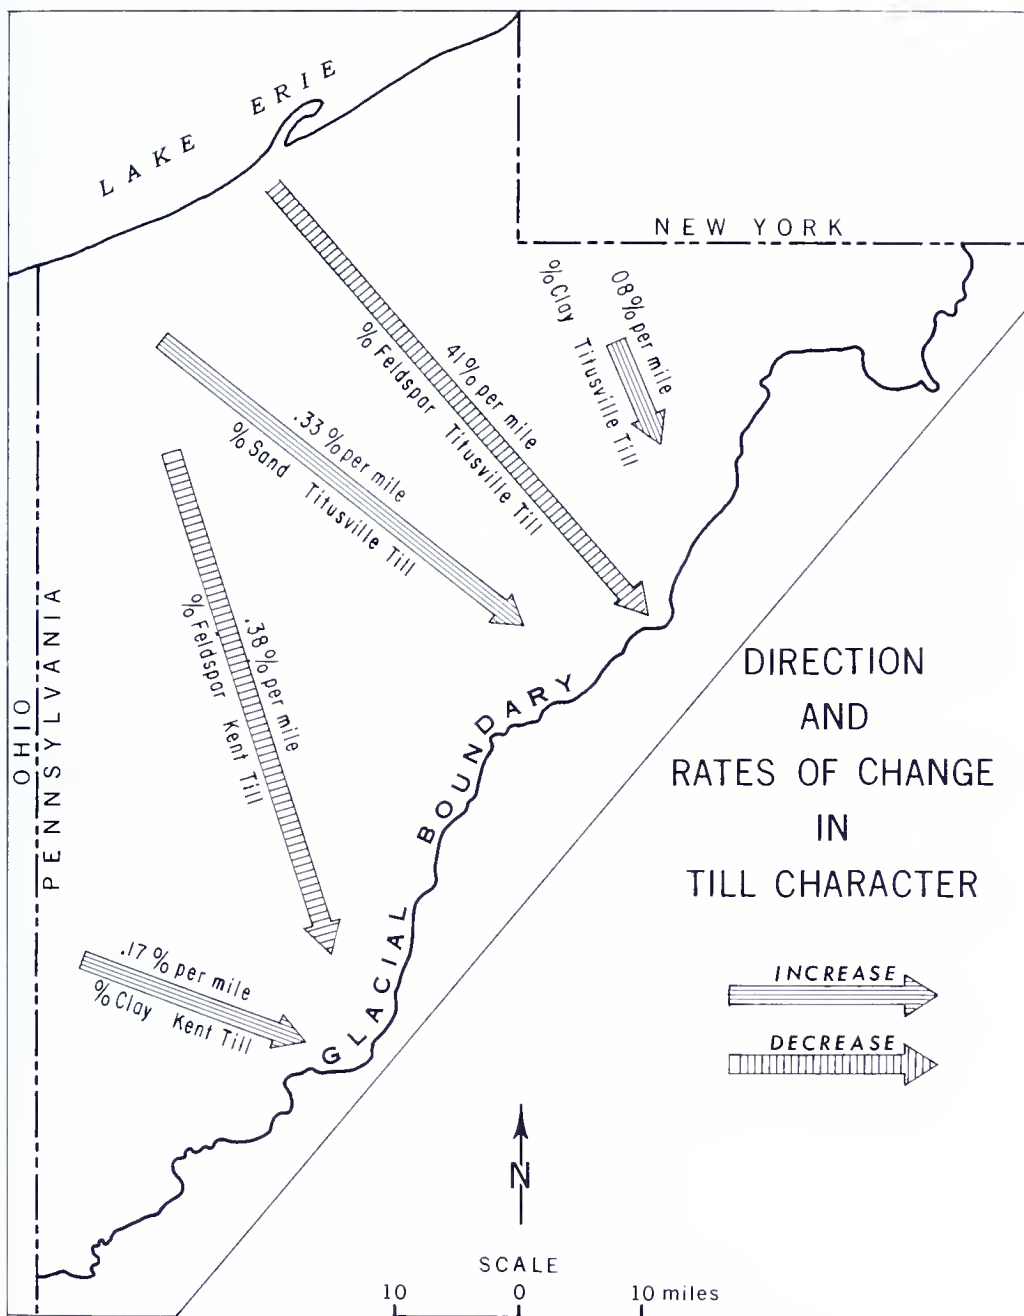 LAKE ERIE
NEW YORK
% Clay Titusville Till
08% per mile
41% per mile
% Feldspar Titusville Till
.33 % per mile
% Sand Titusville Till
.38 % per mile
% Feldspar Kent Till
OHIO
PENNSYLVANIA
GLACIAL BOUNDARY
.17 % per mile
% Clay Kent Till
DIRECTION
AND
RATES OF CHANGE
IN
TILL CHARACTER
INCREASE
DECREASE
N
SCALE
10 0 10 miles